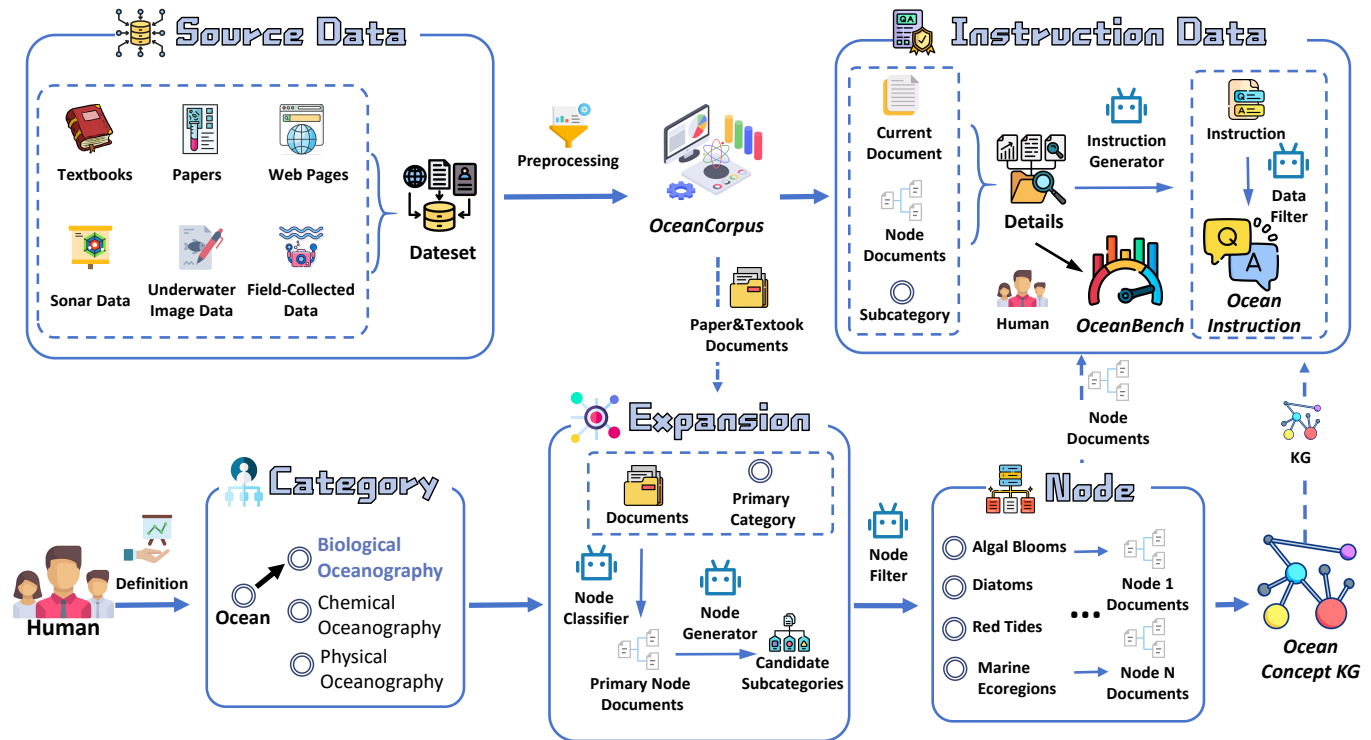 Source Data
Textbooks
Papers
Web Pages
Sonar Data
Underwater
Image Data
Field-Collected
Data
Dateset
Preprocessing
OceanCorpus
Paper&Textook
Documents
QA
Instruction Data
Current
Document
Node
Documents
Subcategory
Details
Instruction
Generator
Human
OceanBench
Q
A
Instruction
Data
Filter
Q
A
Ocean
Instruction
Human
Definition
Category
Ocean
Biological
Oceanography
Chemical
Oceanography
Physical
Oceanography
Expansion
Documents
Primary
Category
Node
Classifier
Node
Generator
Primary Node
Documents
Candidate
Subcategories
Node
Filter
Node
Documents
Node
Algal Blooms
Diatoms
Red Tides
Marine
Ecoregions
Node 1
Documents
...
Node N
Documents
KG
Ocean
Concept KG